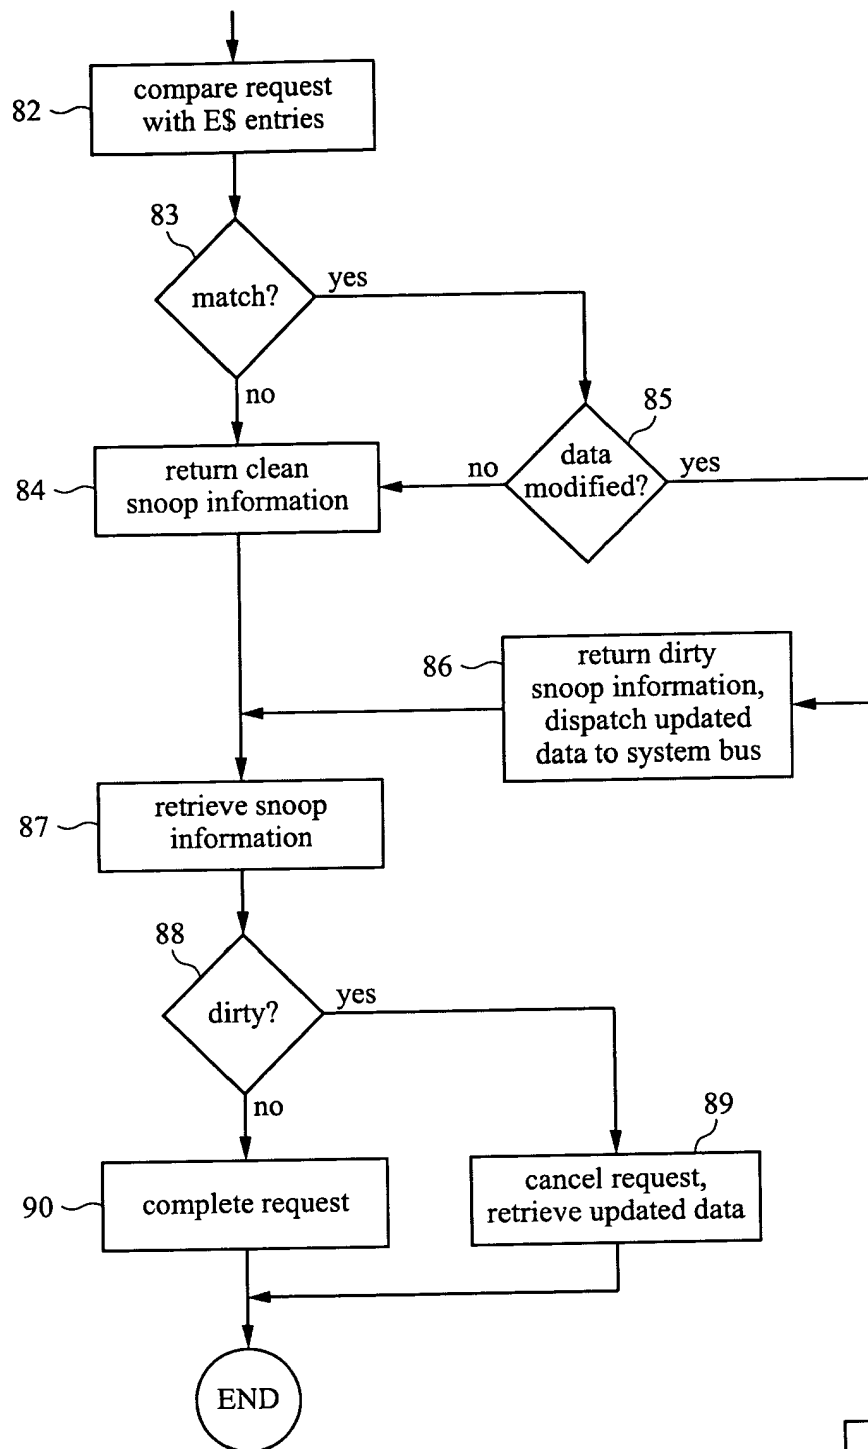 82
compare request
with E$ entries
83
match?
yes
no
85
data
modified?
no
yes
84
return clean
snoop information
86
return dirty
snoop information,
dispatch updated
data to system bus
87
retrieve snoop
information
88
dirty?
yes
no
89
cancel request,
retrieve updated data
90
complete request
END